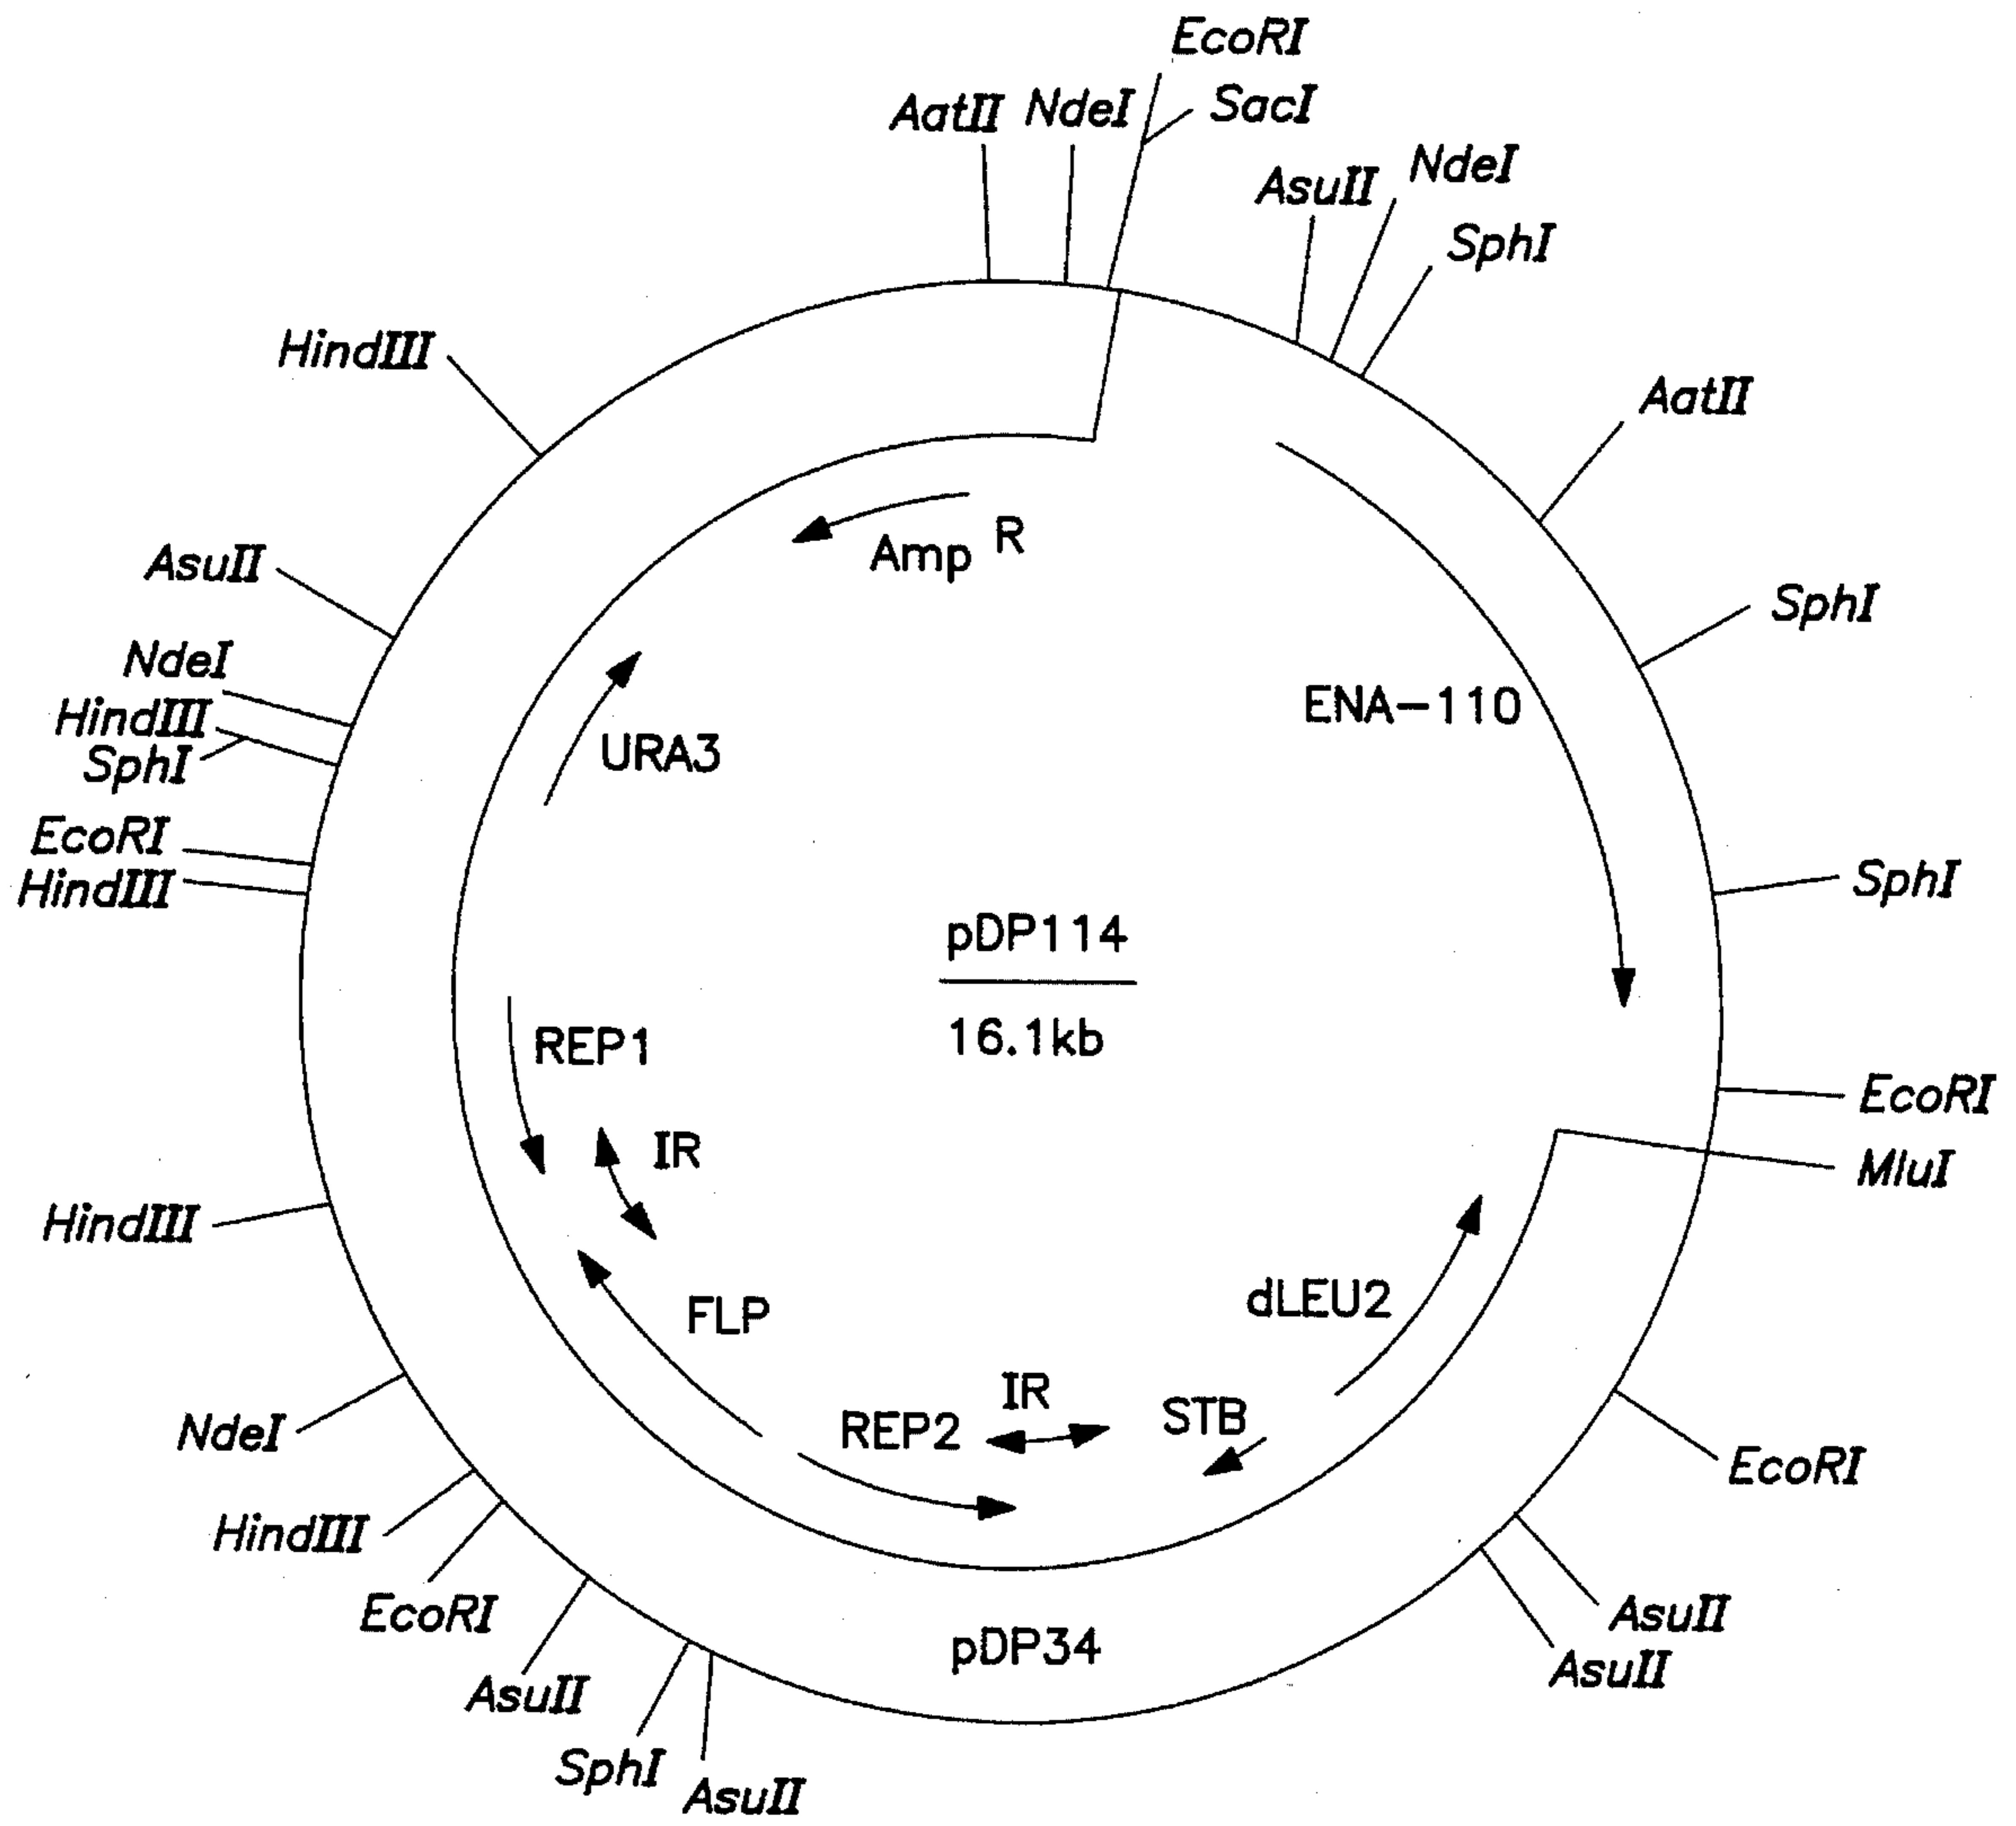 EcoRI
SacI
AatII NdeI
AsuII
NdeI
SphI
AatII
HindIII
Amp R
AsuII
SphI
NdeI
HindIII
SphI
URA3
ENA-110
EcoRI
HindIII
SphI
pDP114
16.1kb
REP1
EcoRI
IR
MluI
HindIII
FLP
dLEU2
IR
NdeI
REP2
STB
EcoRI
HindIII
EcoRI
AsuII
pDP34
AsuII
AsuII
SphI
AsuII